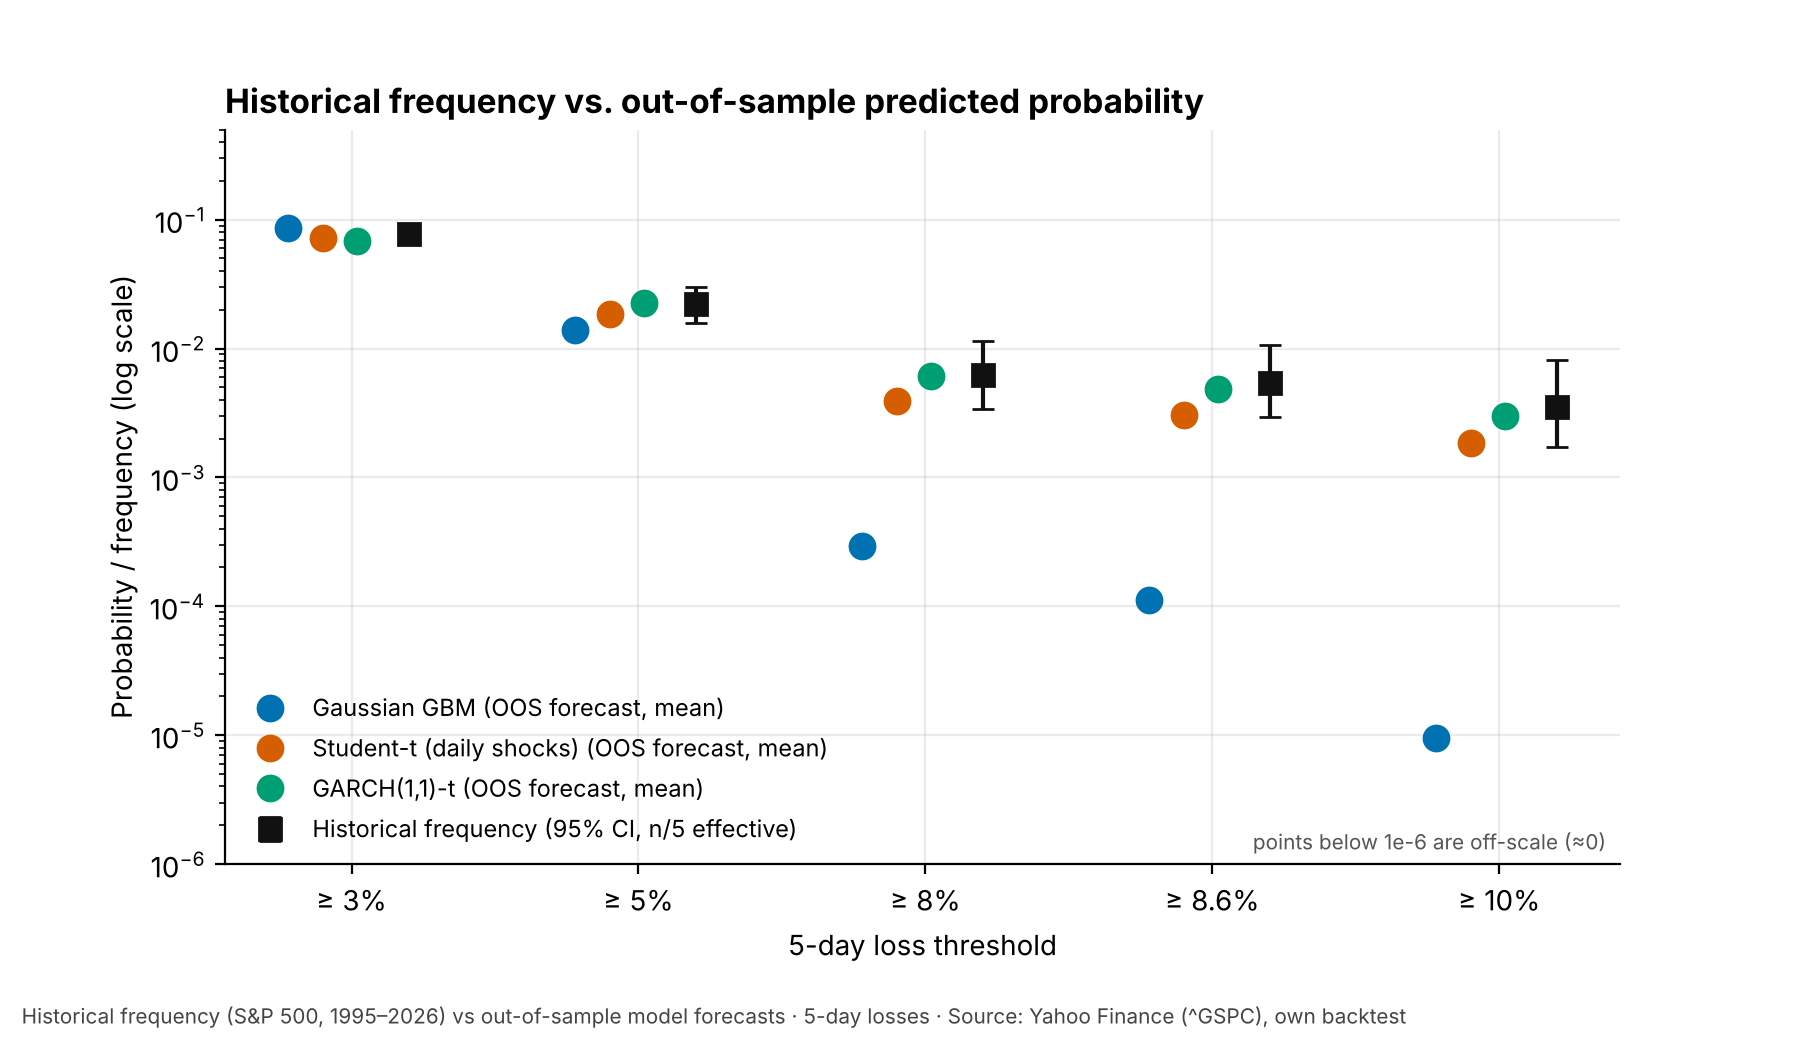 Historical frequency vs. out-of-sample predicted probability
Probability / frequency (log scale)
10⁻¹
10⁻²
10⁻³
10⁻⁴
10⁻⁵
10⁻⁶
Gaussian GBM (OOS forecast, mean)
Student-t (daily shocks) (OOS forecast, mean)
GARCH(1,1)-t (OOS forecast, mean)
Historical frequency (95% CI, n/5 effective)
points below 1e-6 are off-scale (≈0)
≥ 3% ≥ 5% ≥ 8% ≥ 8.6% ≥ 10%
5-day loss threshold
Historical frequency (S&P 500, 1995–2026) vs out-of-sample model forecasts · 5-day losses · Source: Yahoo Finance (^GSPC), own backtest